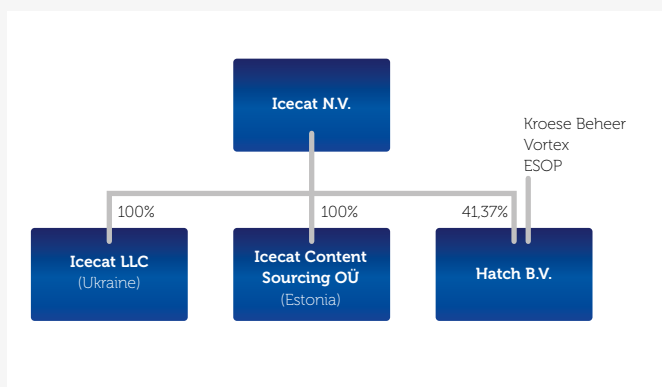 Icecat N.V.
Kroese Beheer
Vortex
ESOP
100%
100%
41,37%
Icecat LLC
(Ukraine)
Icecat Content
Sourcing OÜ
(Estonia)
Hatch B.V.